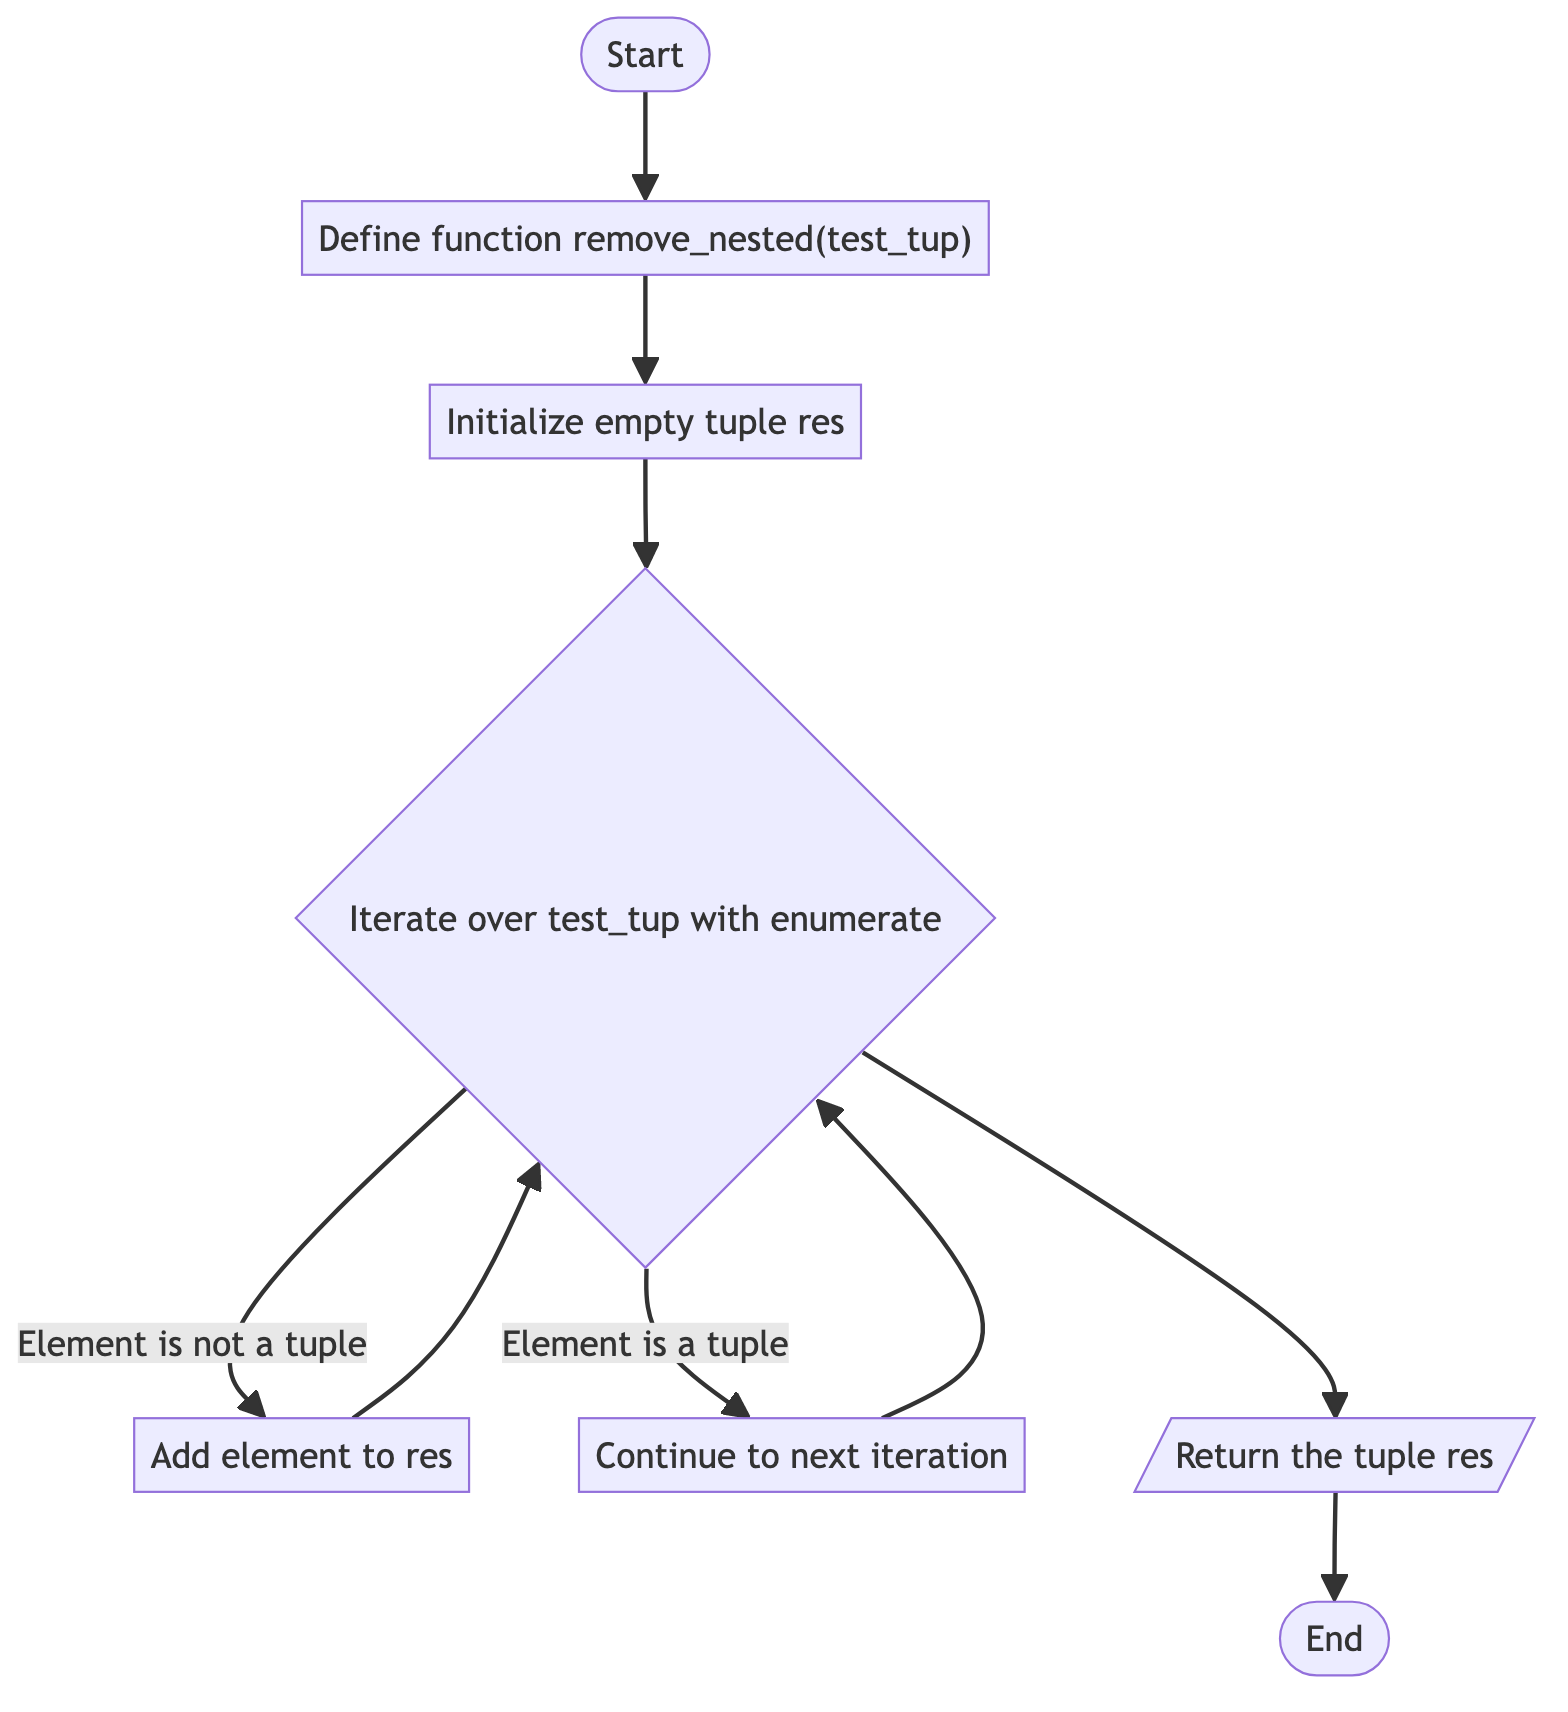 Start
Define function remove_nested(test_tup)
Initialize empty tuple res
Iterate over test_tup with enumerate
Element is not a tuple
Element is a tuple
Add element to res
Continue to next iteration
Return the tuple res
End